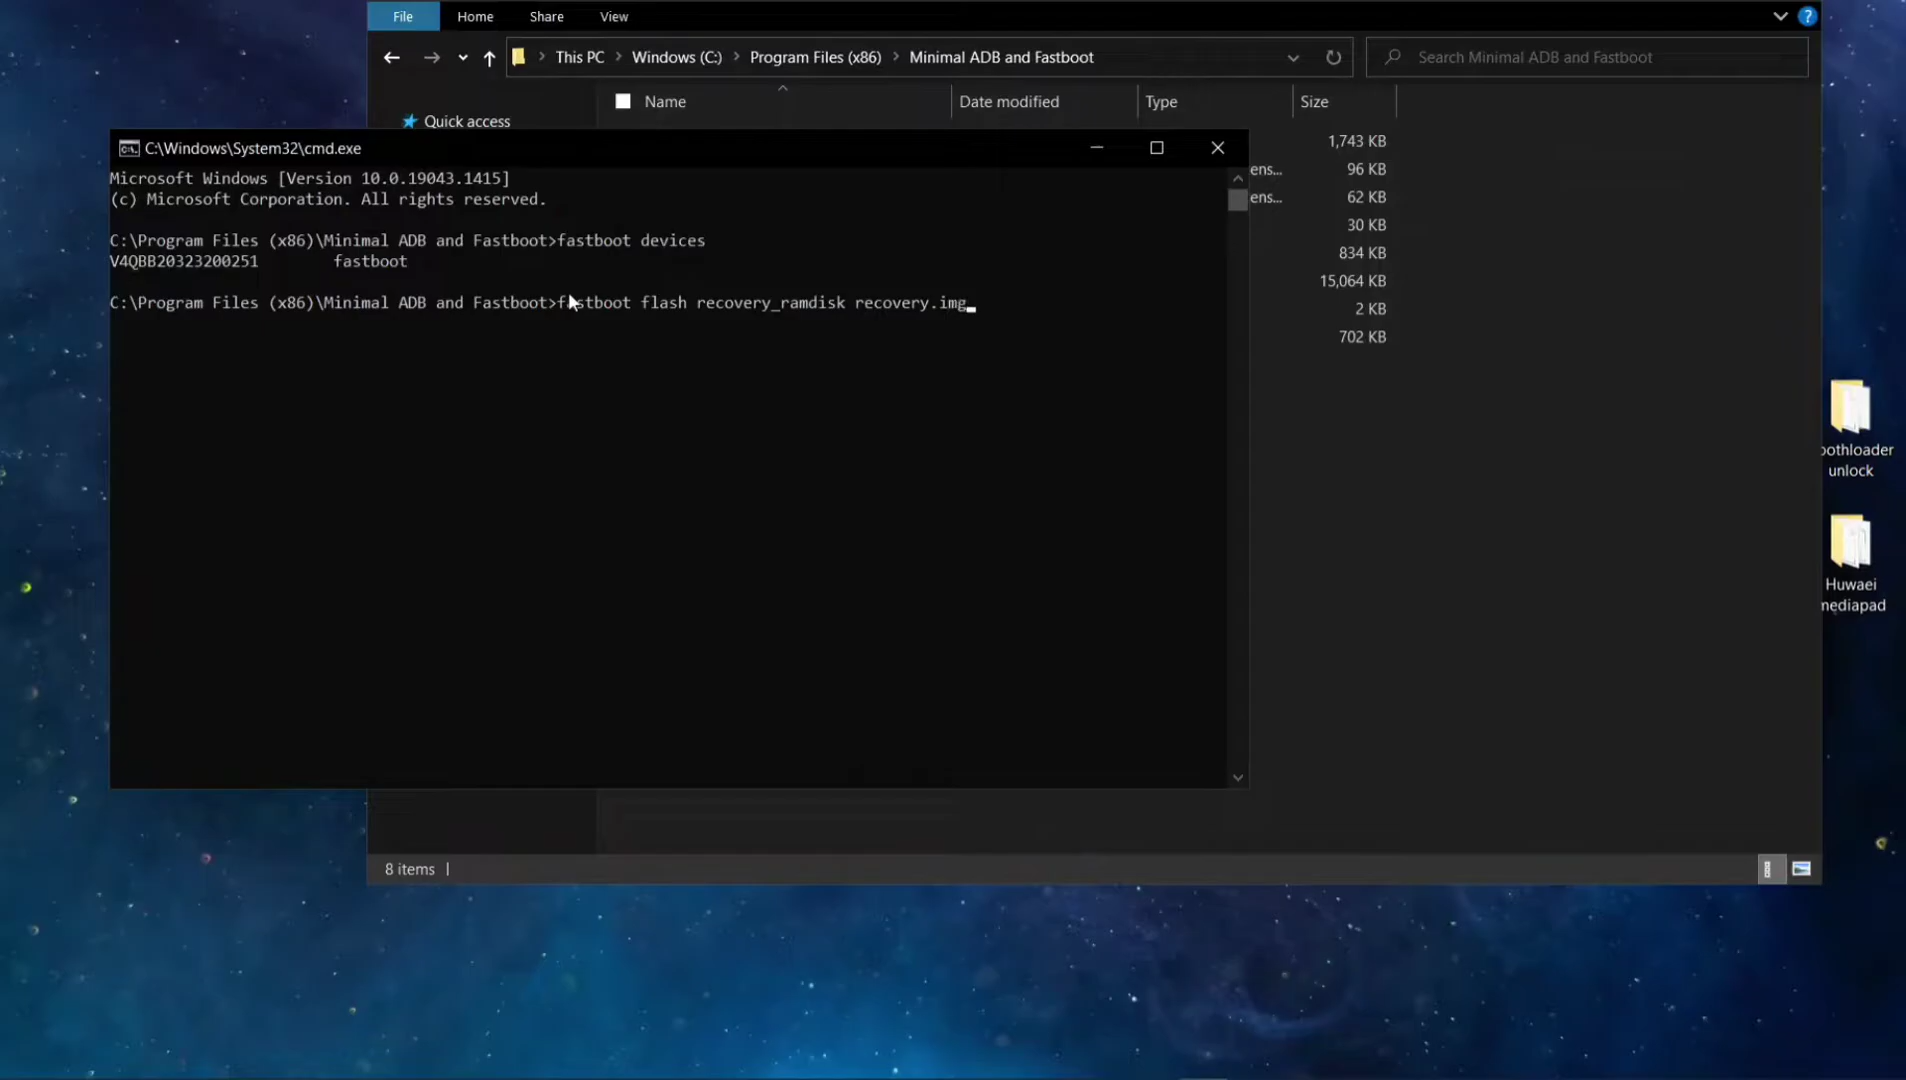 File Home Share View
This PC Windows (C:) Program Files (x86) Minimal ADB and Fastboot Search Minimal ADB and Fastboot
Name Date modified Type Size
Quick access
C:\Windows\System32\cmd.exe
Microsoft Windows [Version 10.0.19043.1415]
(c) Microsoft Corporation. All rights reserved.
C:\Program Files (x86)\Minimal ADB and Fastboot>fastboot devices
V4QBB20323200251 fastboot
C:\Program Files (x86)\Minimal ADB and Fastboot>fastboot flash recovery_ramdisk recovery.img
1,743 KB
ens... 96 KB
ens... 62 KB
30 KB
834 KB
15,064 KB
2 KB
702 KB
othloader
unlock
Huwaei
mediapad
8 items